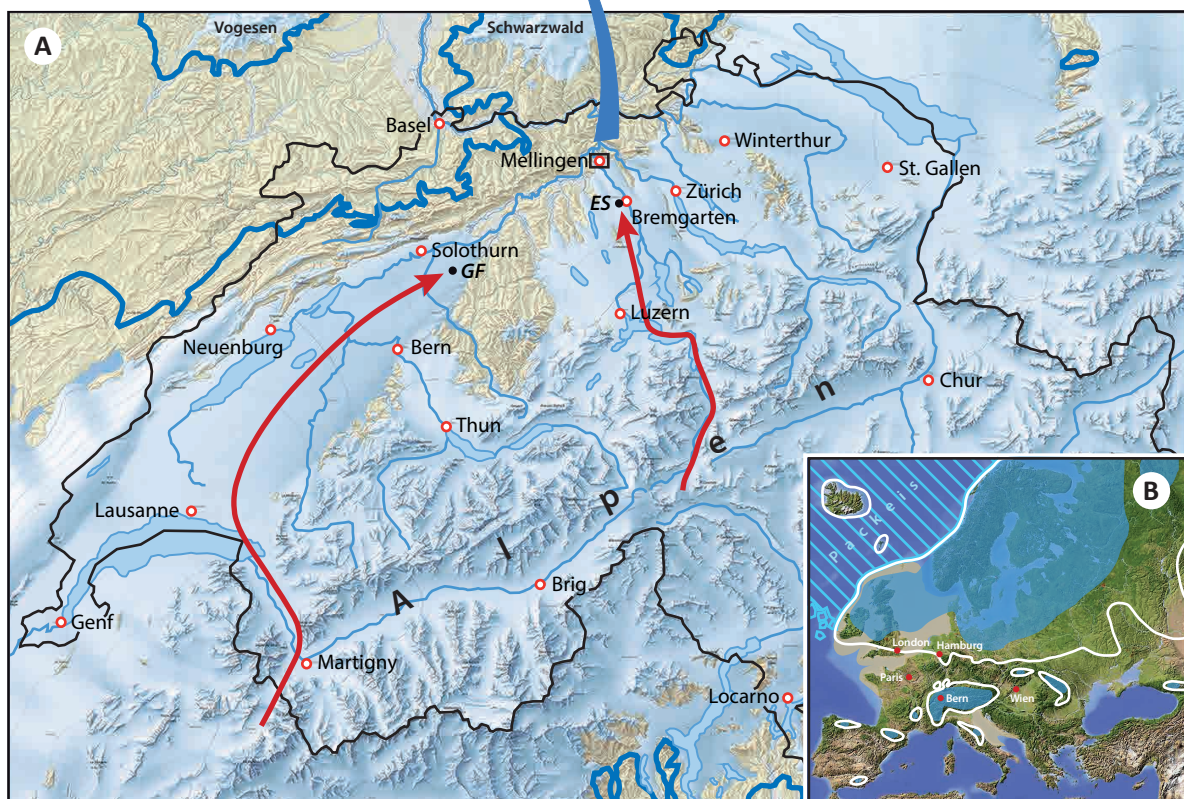 A
Vogesen
Schwarzwald
Basel
Mellingen
Winterthur
St. Gallen
Zürich
ES
Bremgarten
Solothurn
GF
Luzern
Neuenburg
Bern
Chur
Thun
Lausanne
Alpen
Brig
Genf
Martigny
Locarno
B
Packeis
London
Hamburg
Paris
Bern
Wien